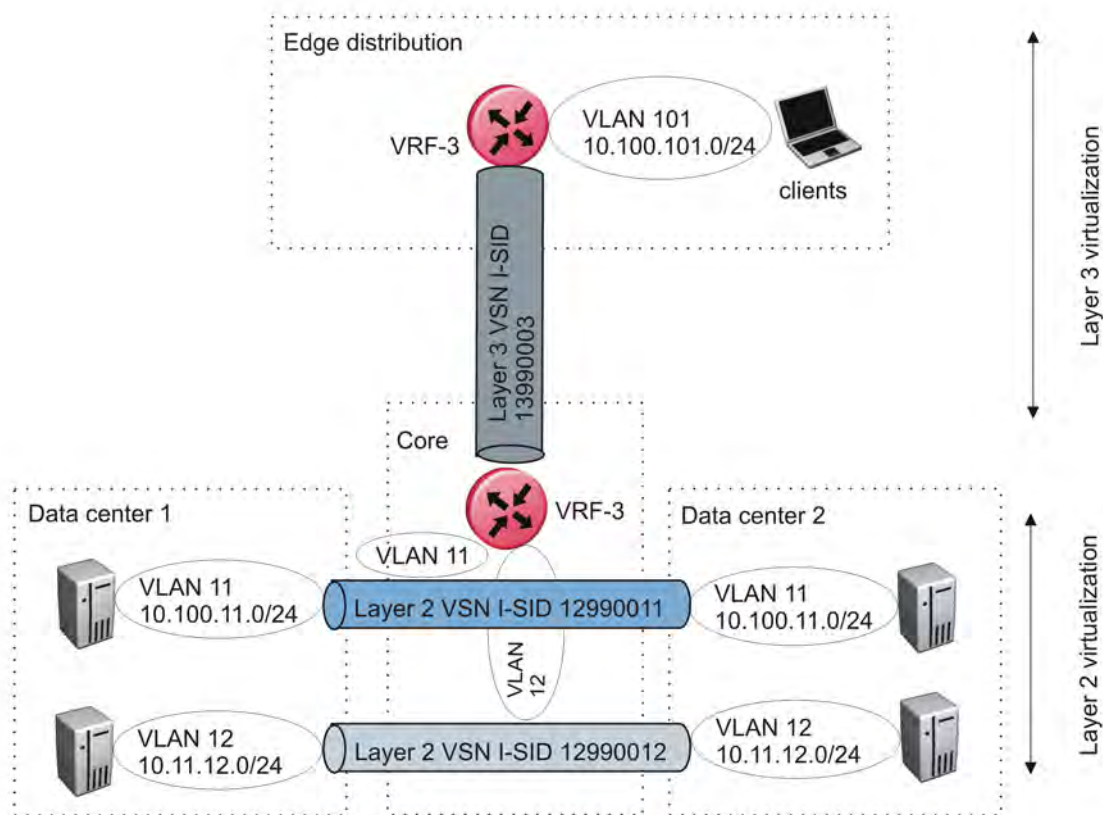 Edge distribution
VRF-3
VLAN 101
10.100.101.0/24
clients
Layer 3 virtualization
Layer 3 VSN I-SID
13990003
Core
VRF-3
Data center 1
Data center 2
VLAN 11
VLAN 11
10.100.11.0/24
Layer 2 VSN I-SID 12990011
VLAN 11
10.100.11.0/24
VLAN
12
VLAN 12
10.11.12.0/24
Layer 2 VSN I-SID 12990012
VLAN 12
10.11.12.0/24
Layer 2 virtualization